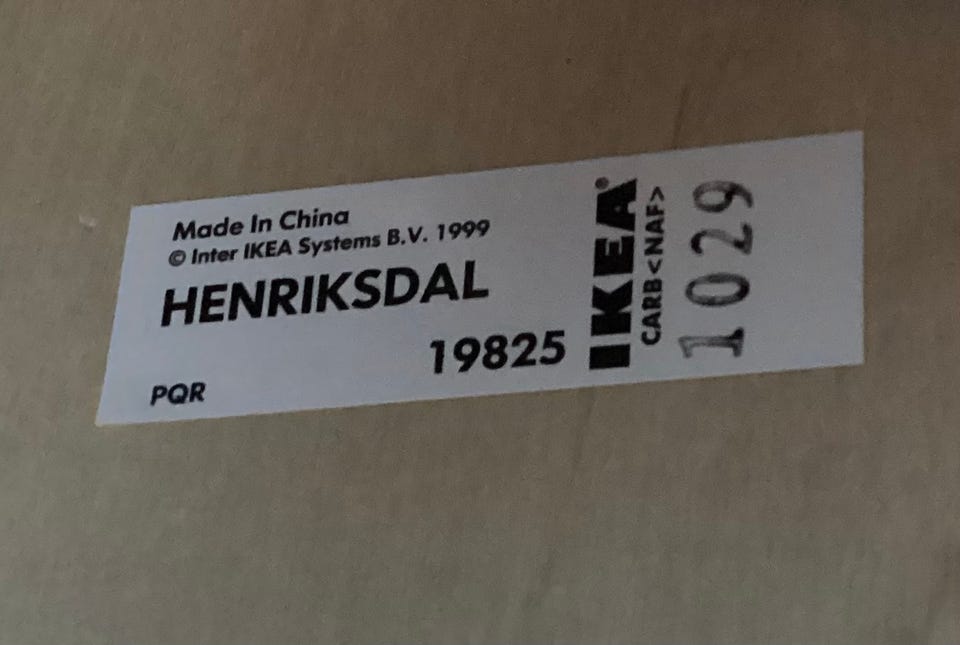 Made In China
© Inter IKEA Systems B.V. 1999
HENRIKSDAL
19825
PQR
IKEA®
CARB<NAF>
1029